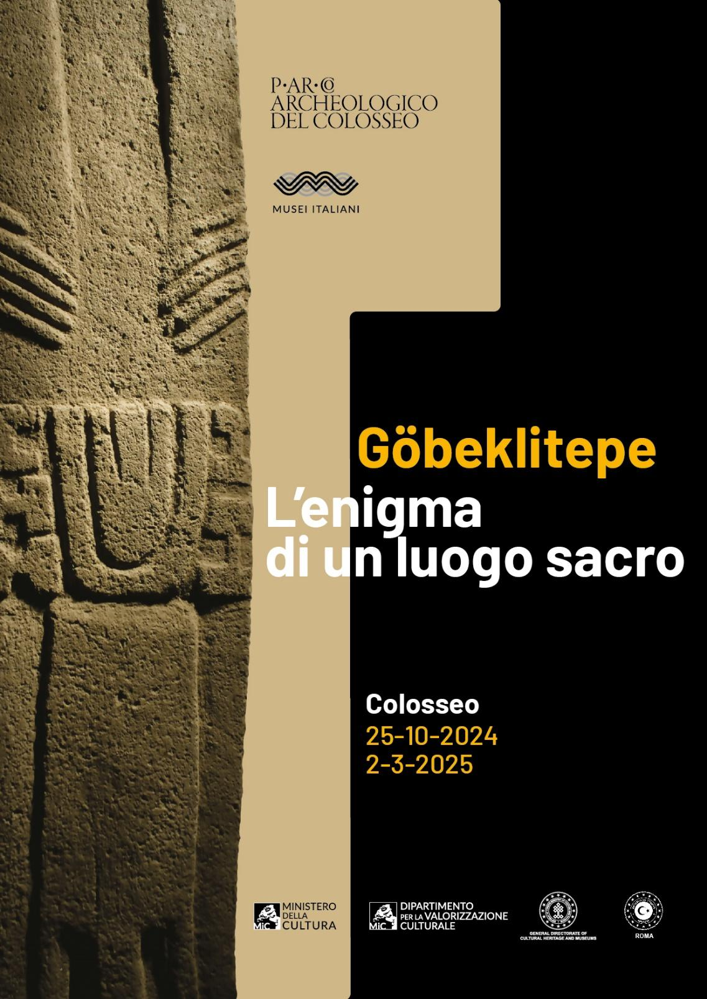 P·AR·CO
ARCHEOLOGICO
DEL COLOSSEO
MUSEI ITALIANI
Göbeklitepe
L'enigma
di un luogo sacro
Colosseo
25-10-2024
2-3-2025
MiC
MINISTERO
DELLA
CULTURA
MiC
DIPARTIMENTO
PER LA VALORIZZAZIONE
CULTURALE
GENERAL DIRECTORATE OF
CULTURAL HERITAGE AND MUSEUMS
ROMA